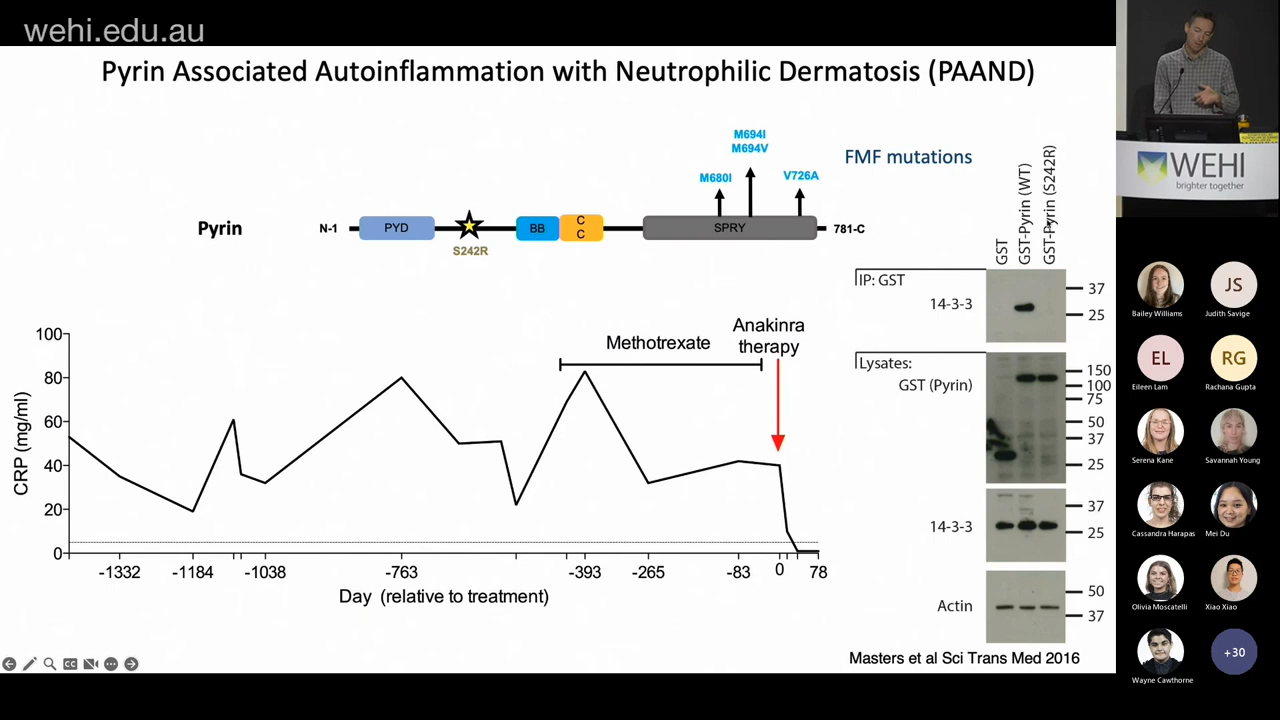 wehi.edu.au
Pyrin Associated Autoinflammation with Neutrophilic Dermatosis (PAAND)
M694I
M694V
M680I
V726A
FMF mutations
Pyrin
N-1
PYD
S242R
BB
C
C
SPRY
781-C
GST
GST-Pyrin (WT)
GST-Pyrin (S242R)
IP: GST
14-3-3
37
25
Lysates:
GST (Pyrin)
150
100
75
50
37
25
14-3-3
37
25
Actin
50
37
Masters et al Sci Trans Med 2016
CRP (mg/ml)
100
80
60
40
20
0
Methotrexate
Anakinra
therapy
-1332
-1184
-1038
-763
-393
-265
-83
0
78
Day (relative to treatment)
CC
WEHI
brighter together
Bailey Williams
JS
Judith Savige
EL
Eileen Lam
RG
Rachana Gupta
Serena Kane
Savannah Young
Cassandra Harapas
Mei Du
Olivia Moscatelli
Xiao Xiao
Wayne Cawthorne
+30